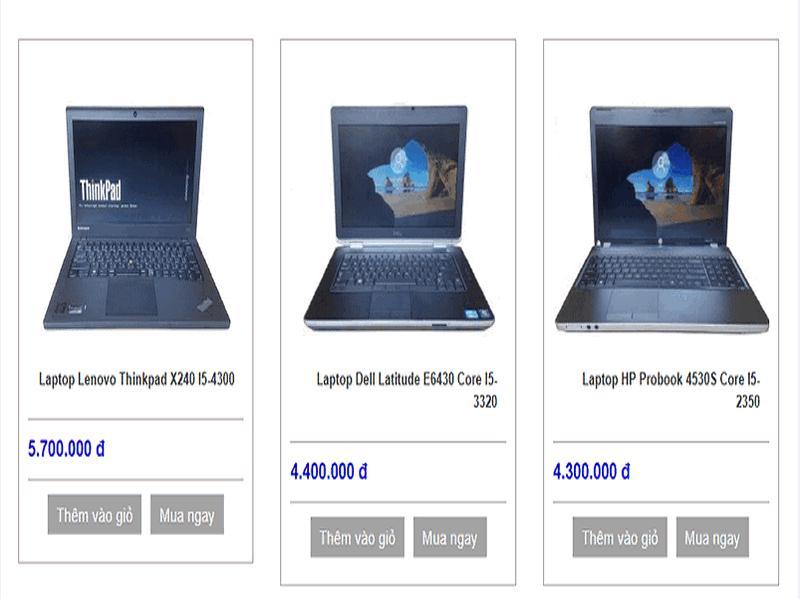 ThinkPad
Laptop Lenovo Thinkpad X240 I5-4300
5.700.000 đ
Thêm vào giỏ
Mua ngay
Laptop Dell Latitude E6430 Core I5-
3320
4.400.000 đ
Thêm vào giỏ
Mua ngay
Laptop HP Probook 4530S Core I5-
2350
4.300.000 đ
Thêm vào giỏ
Mua ngay